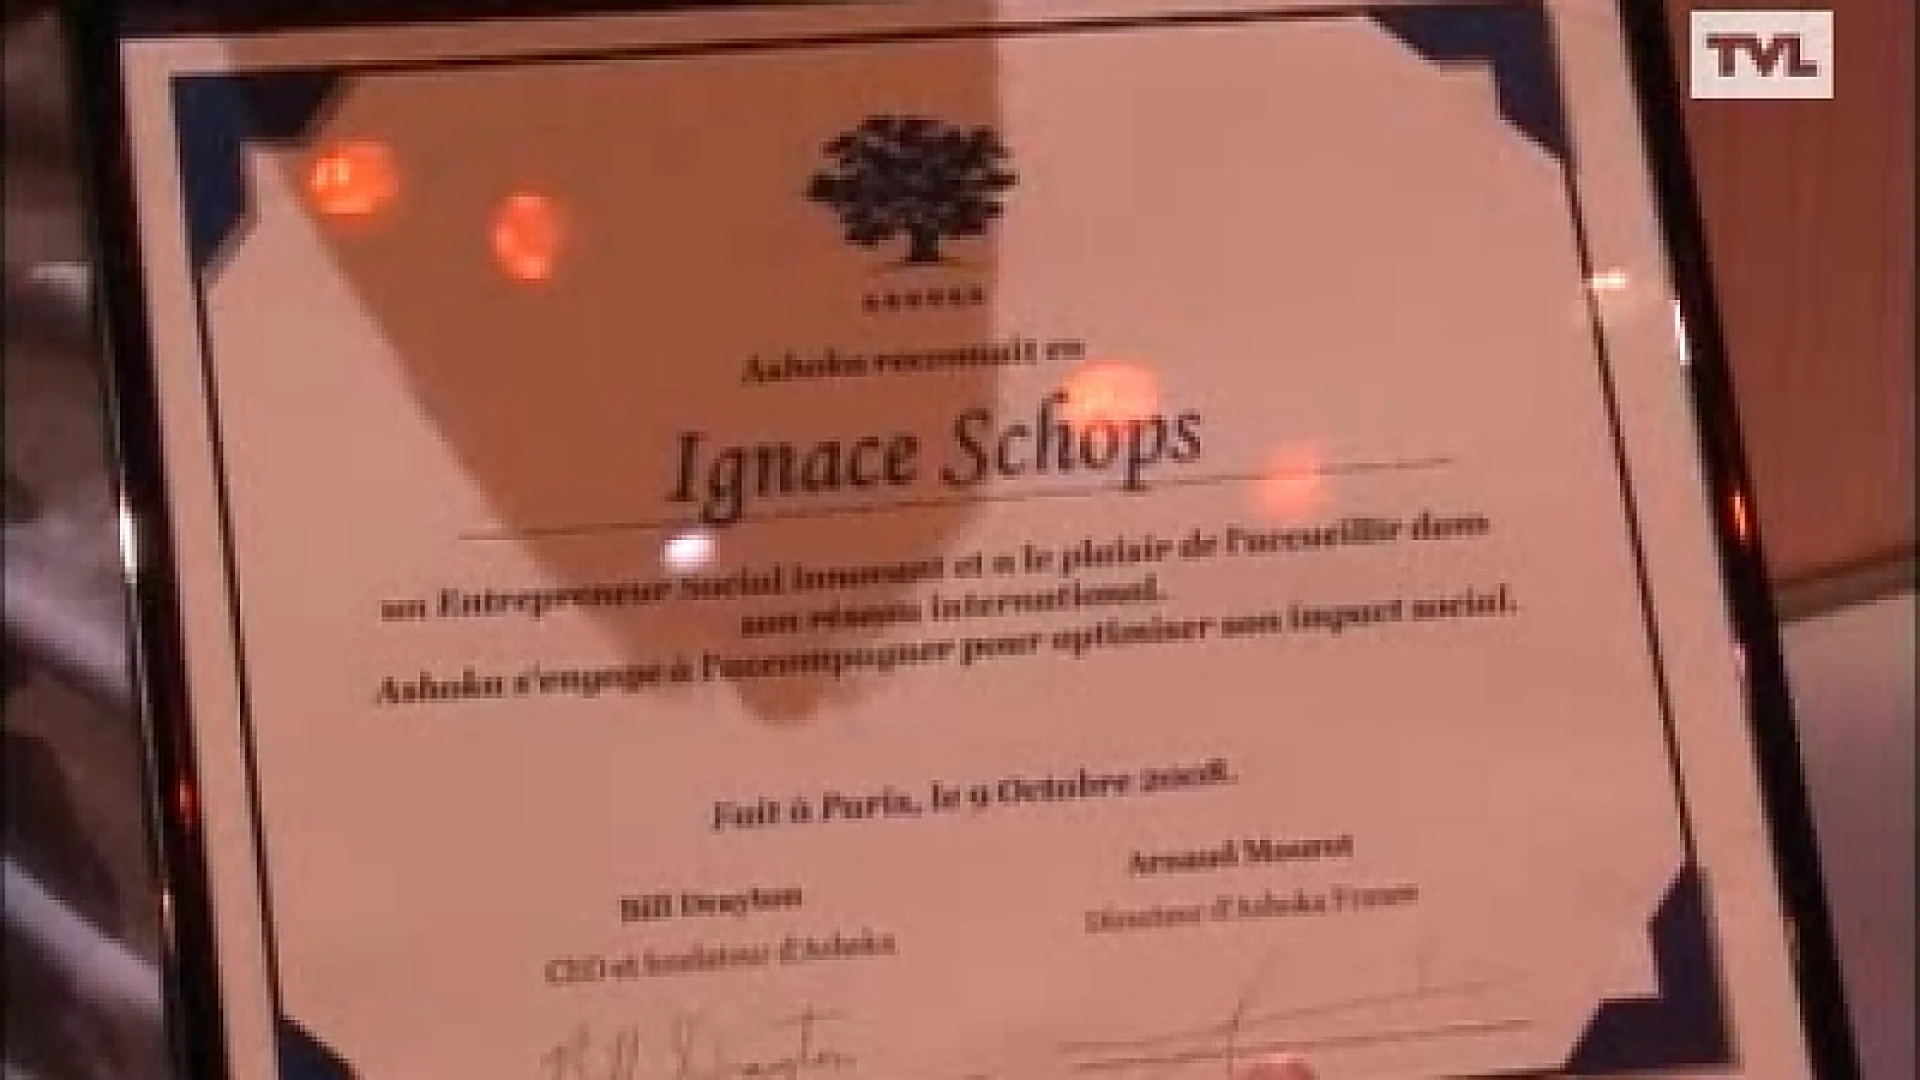 TVL
Ashoka reconnait en
Ignace Schops
un Entrepreneur Social innovant et a le plaisir de l'accueillir dans
son réseau international.
Ashoka s'engage à l'accompagner pour optimiser son impact social.
Fait à Paris, le 9 Octobre 2008.
Arnaud Mourot
Bill Drayton
Directeur d'Ashoka France
CEO et fondateur d'Ashoka
Bill Drayton